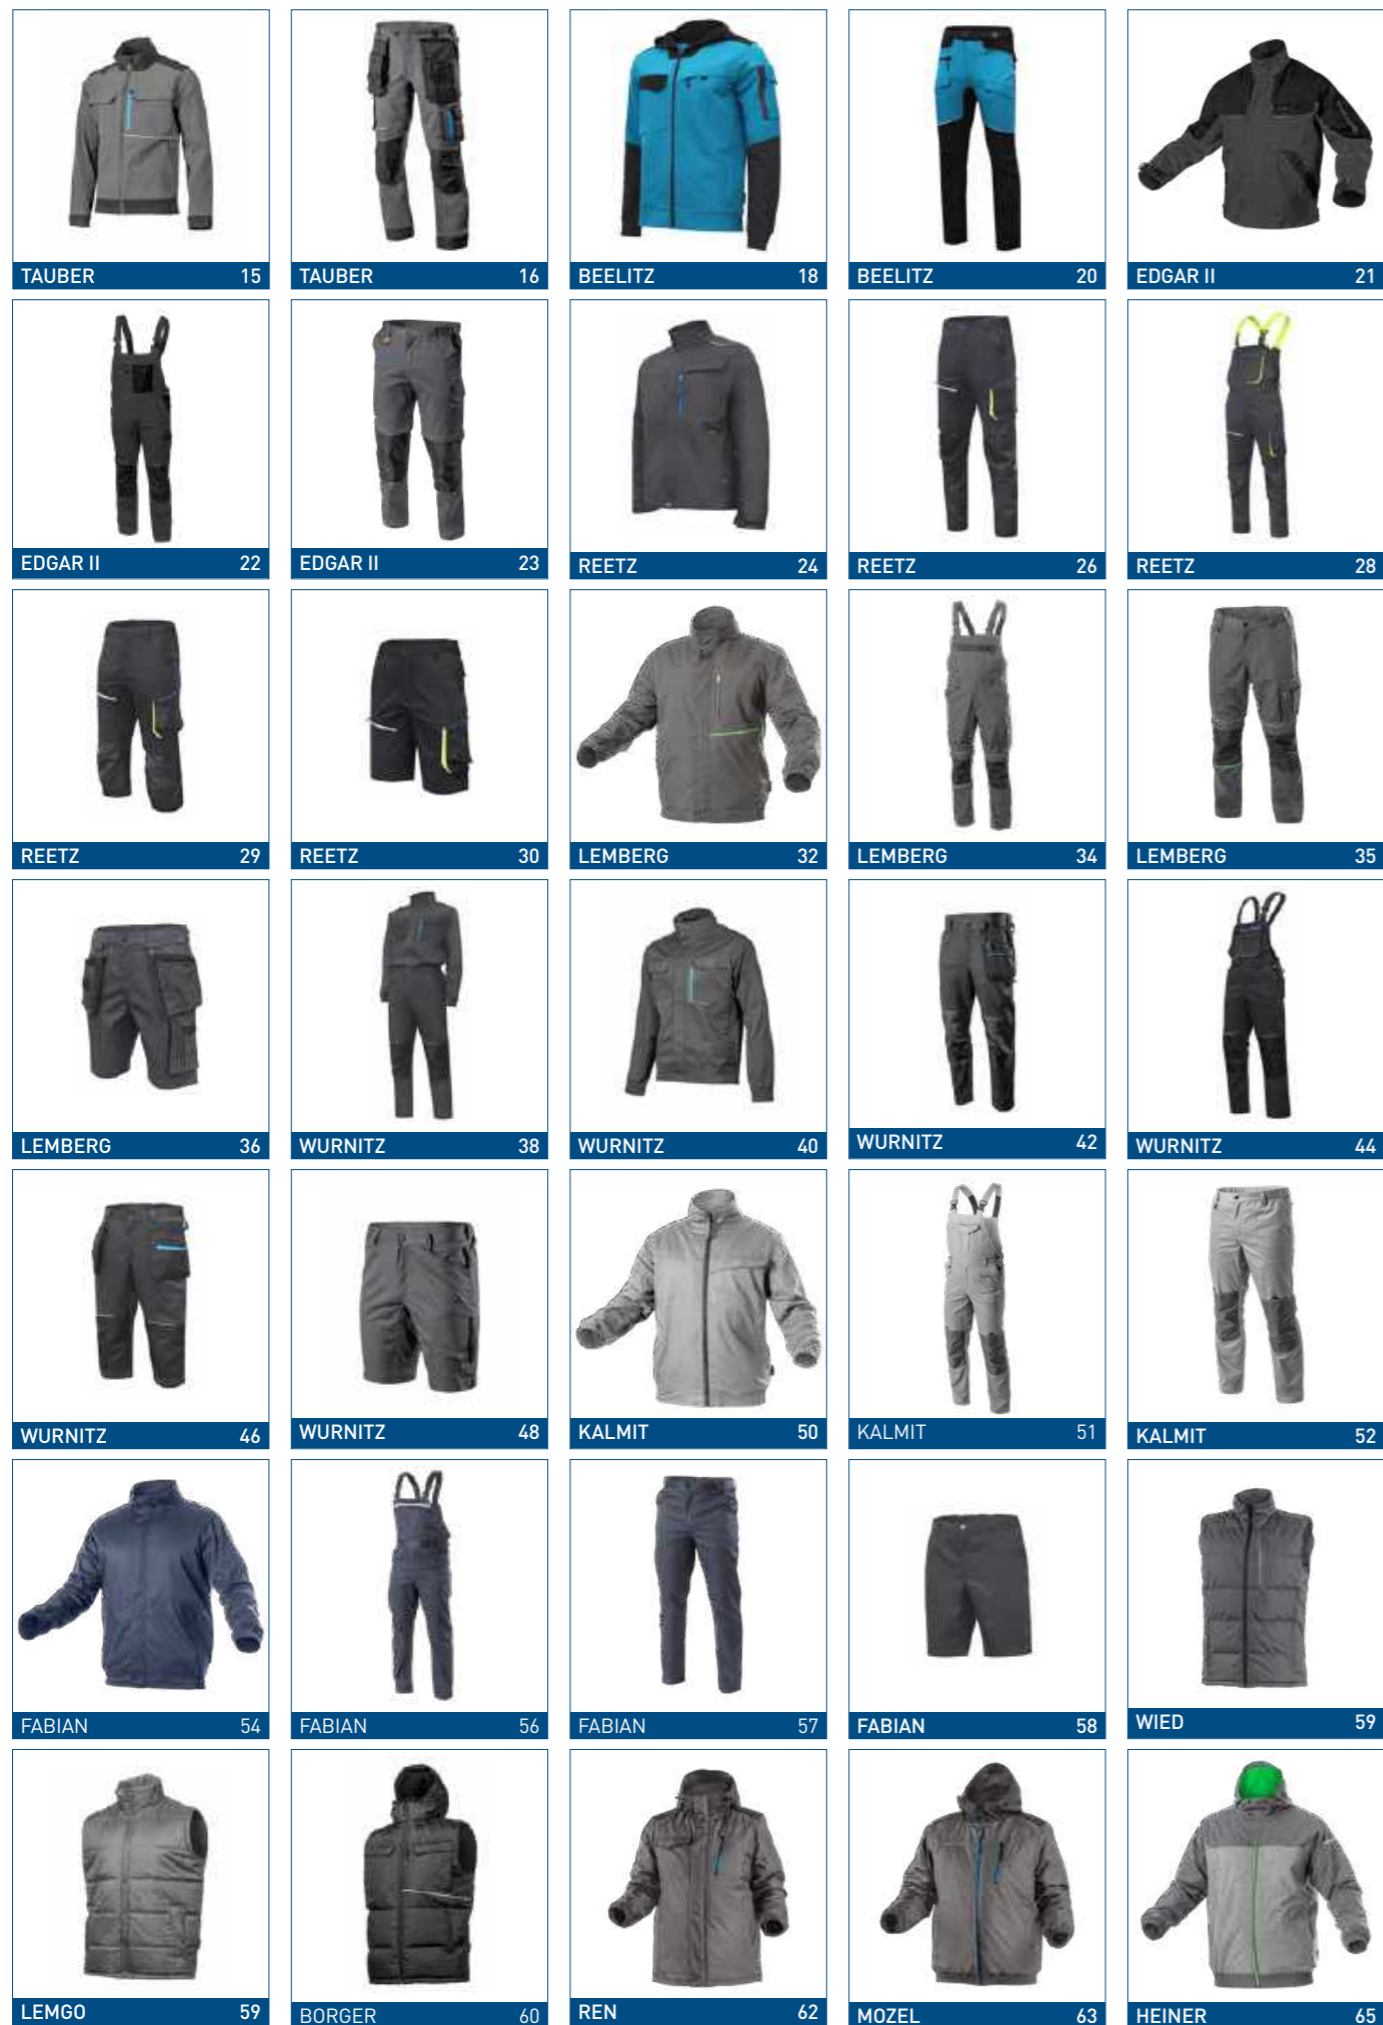 TAUBER 15
TAUBER 16
BEELITZ 18
BEELITZ 20
EDGAR II 21
EDGAR II 22
EDGAR II 23
REETZ 24
REETZ 26
REETZ 28
REETZ 29
REETZ 30
LEMBERG 32
LEMBERG 34
LEMBERG 35
LEMBERG 36
WURNITZ 38
WURNITZ 40
WURNITZ 42
WURNITZ 44
WURNITZ 46
WURNITZ 48
KALMIT 50
KALMIT 51
KALMIT 52
FABIAN 54
FABIAN 56
FABIAN 57
FABIAN 58
WIED 59
LEMGO 59
BORGER 60
REN 62
MOZEL 63
HEINER 65